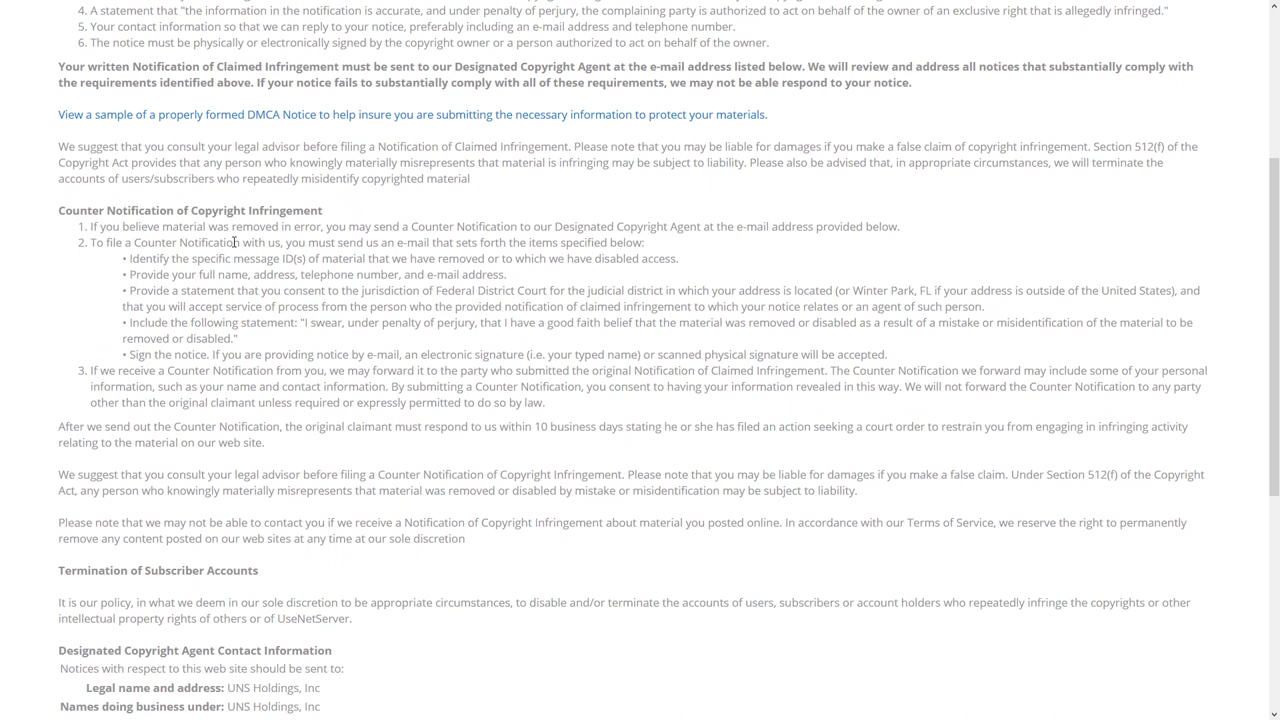 4. A statement that "the information in the notification is accurate, and under penalty of perjury, the complaining party is authorized to act on behalf of the owner of an exclusive right that is allegedly infringed."
5. Your contact information so that we can reply to your notice, preferably including an e-mail address and telephone number.
6. The notice must be physically or electronically signed by the copyright owner or a person authorized to act on behalf of the owner.
Your written Notification of Claimed Infringement must be sent to our Designated Copyright Agent at the e-mail address listed below. We will review and address all notices that substantially comply with
the requirements identified above. If your notice fails to substantially comply with all of these requirements, we may not be able respond to your notice.
View a sample of a properly formed DMCA Notice to help insure you are submitting the necessary information to protect your materials.
We suggest that you consult your legal advisor before filing a Notification of Claimed Infringement. Please note that you may be liable for damages if you make a false claim of copyright infringement. Section 512(f) of the
Copyright Act provides that any person who knowingly materially misrepresents that material is infringing may be subject to liability. Please also be advised that, in appropriate circumstances, we will terminate the
accounts of users/subscribers who repeatedly misidentify copyrighted material
Counter Notification of Copyright Infringement
1. If you believe material was removed in error, you may send a Counter Notification to our Designated Copyright Agent at the e-mail address provided below.
2. To file a Counter Notification with us, you must send us an e-mail that sets forth the items specified below:
• Identify the specific message ID(s) of material that we have removed or to which we have disabled access.
• Provide your full name, address, telephone number, and e-mail address.
• Provide a statement that you consent to the jurisdiction of Federal District Court for the judicial district in which your address is located (or Winter Park, FL if your address is outside of the United States), and
that you will accept service of process from the person who the provided notification of claimed infringement to which your notice relates or an agent of such person.
• Include the following statement: "I swear, under penalty of perjury, that I have a good faith belief that the material was removed or disabled as a result of a mistake or misidentification of the material to be
removed or disabled."
• Sign the notice. If you are providing notice by e-mail, an electronic signature (i.e. your typed name) or scanned physical signature will be accepted.
3. If we receive a Counter Notification from you, we may forward it to the party who submitted the original Notification of Claimed Infringement. The Counter Notification we forward may include some of your personal
information, such as your name and contact information. By submitting a Counter Notification, you consent to having your information revealed in this way. We will not forward the Counter Notification to any party
other than the original claimant unless required or expressly permitted to do so by law.
After we send out the Counter Notification, the original claimant must respond to us within 10 business days stating he or she has filed an action seeking a court order to restrain you from engaging in infringing activity
relating to the material on our web site.
We suggest that you consult your legal advisor before filing a Counter Notification of Copyright Infringement. Please note that you may be liable for damages if you make a false claim. Under Section 512(f) of the Copyright
Act, any person who knowingly materially misrepresents that material was removed or disabled by mistake or misidentification may be subject to liability.
Please note that we may not be able to contact you if we receive a Notification of Copyright Infringement about material you posted online. In accordance with our Terms of Service, we reserve the right to permanently
remove any content posted on our web sites at any time at our sole discretion
Termination of Subscriber Accounts
It is our policy, in what we deem in our sole discretion to be appropriate circumstances, to disable and/or terminate the accounts of users, subscribers or account holders who repeatedly infringe the copyrights or other
intellectual property rights of others or of UseNetServer.
Designated Copyright Agent Contact Information
Notices with respect to this web site should be sent to:
Legal name and address: UNS Holdings, Inc
Names doing business under: UNS Holdings, Inc